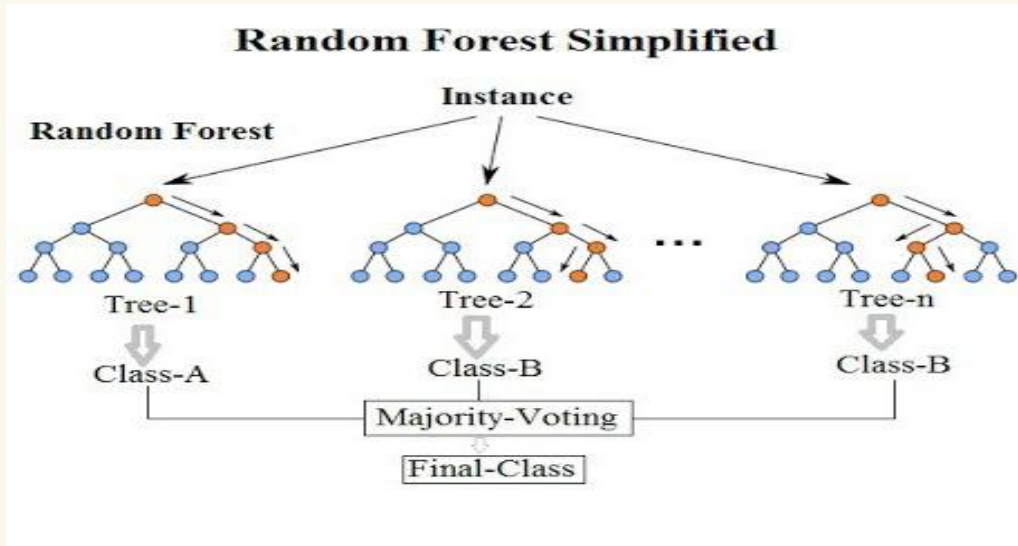 Random Forest Simplified
Instance
Random Forest
...
Tree-1
Tree-2
Tree-n
Class-A
Class-B
Class-B
Majority-Voting
Final-Class